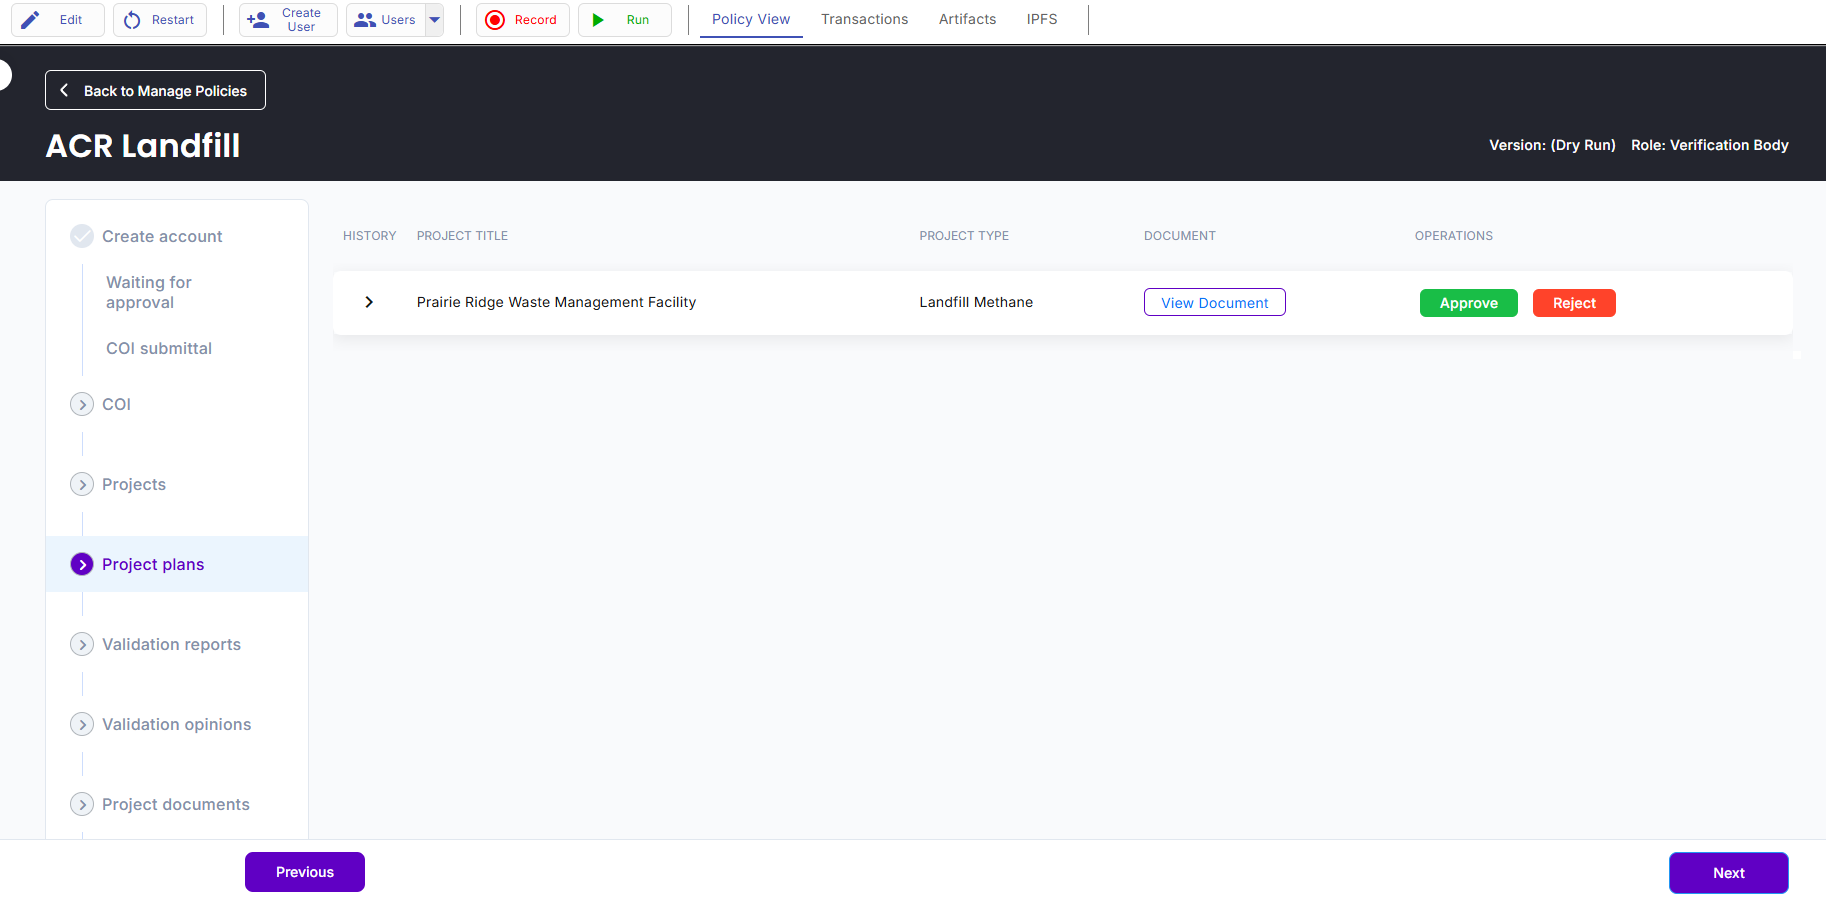 Edit
Restart
Create
User
Users
Record
Run
Policy View
Transactions
Artifacts
IPFS
Back to Manage Policies
ACR Landfill
Version: (Dry Run)
Role: Verification Body
Create account
Waiting for
approval
COI submittal
COI
Projects
Project plans
Validation reports
Validation opinions
Project documents
HISTORY
PROJECT TITLE
PROJECT TYPE
DOCUMENT
OPERATIONS
Prairie Ridge Waste Management Facility
Landfill Methane
View Document
Approve
Reject
Previous
Next